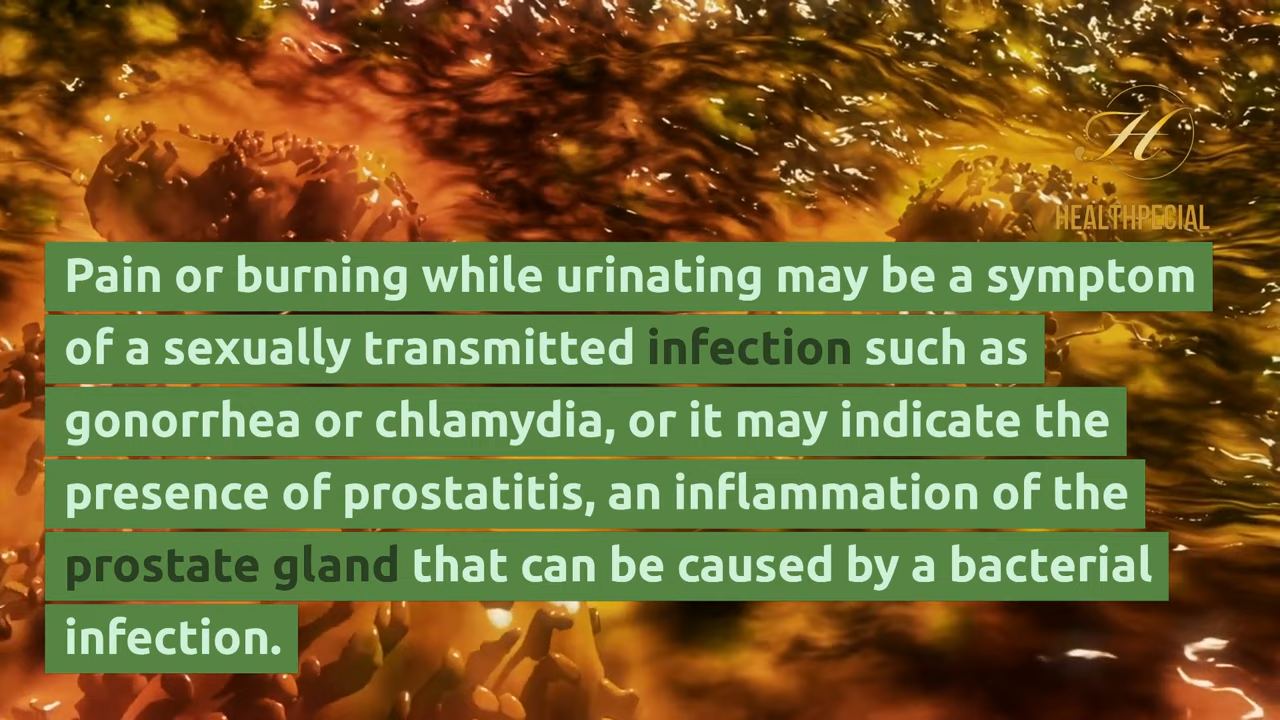 H
HEALTHPECIAL
Pain or burning while urinating may be a symptom
of a sexually transmitted infection such as
gonorrhea or chlamydia, or it may indicate the
presence of prostatitis, an inflammation of the
prostate gland that can be caused by a bacterial
infection.